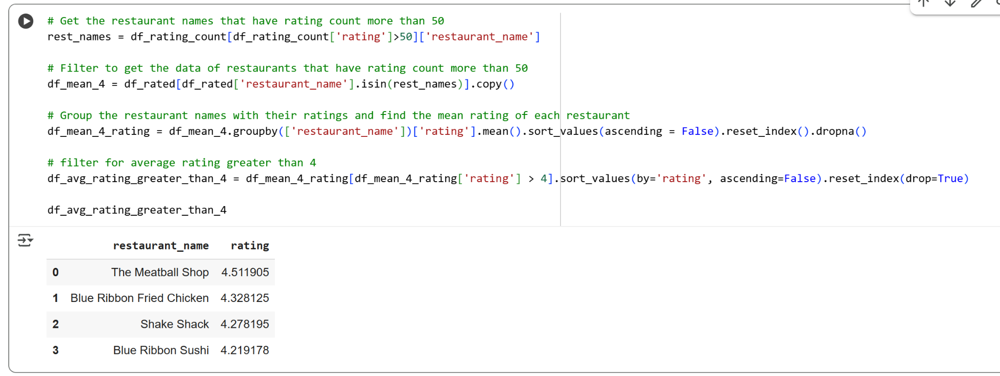 # Get the restaurant names that have rating count more than 50
rest_names = df_rating_count[df_rating_count['rating']>50]['restaurant_name']
# Filter to get the data of restaurants that have rating count more than 50
df_mean_4 = df_rated[df_rated['restaurant_name'].isin(rest_names)].copy()
# Group the restaurant names with their ratings and find the mean rating of each restaurant
df_mean_4_rating = df_mean_4.groupby(['restaurant_name'])['rating'].mean().sort_values(ascending = False).reset_index().dropna()
# filter for average rating greater than 4
df_avg_rating_greater_than_4 = df_mean_4_rating[df_mean_4_rating['rating'] > 4].sort_values(by='rating', ascending=False).reset_index(drop=True)
df_avg_rating_greater_than_4
restaurant_name rating
0 The Meatball Shop 4.511905
1 Blue Ribbon Fried Chicken 4.328125
2 Shake Shack 4.278195
3 Blue Ribbon Sushi 4.219178